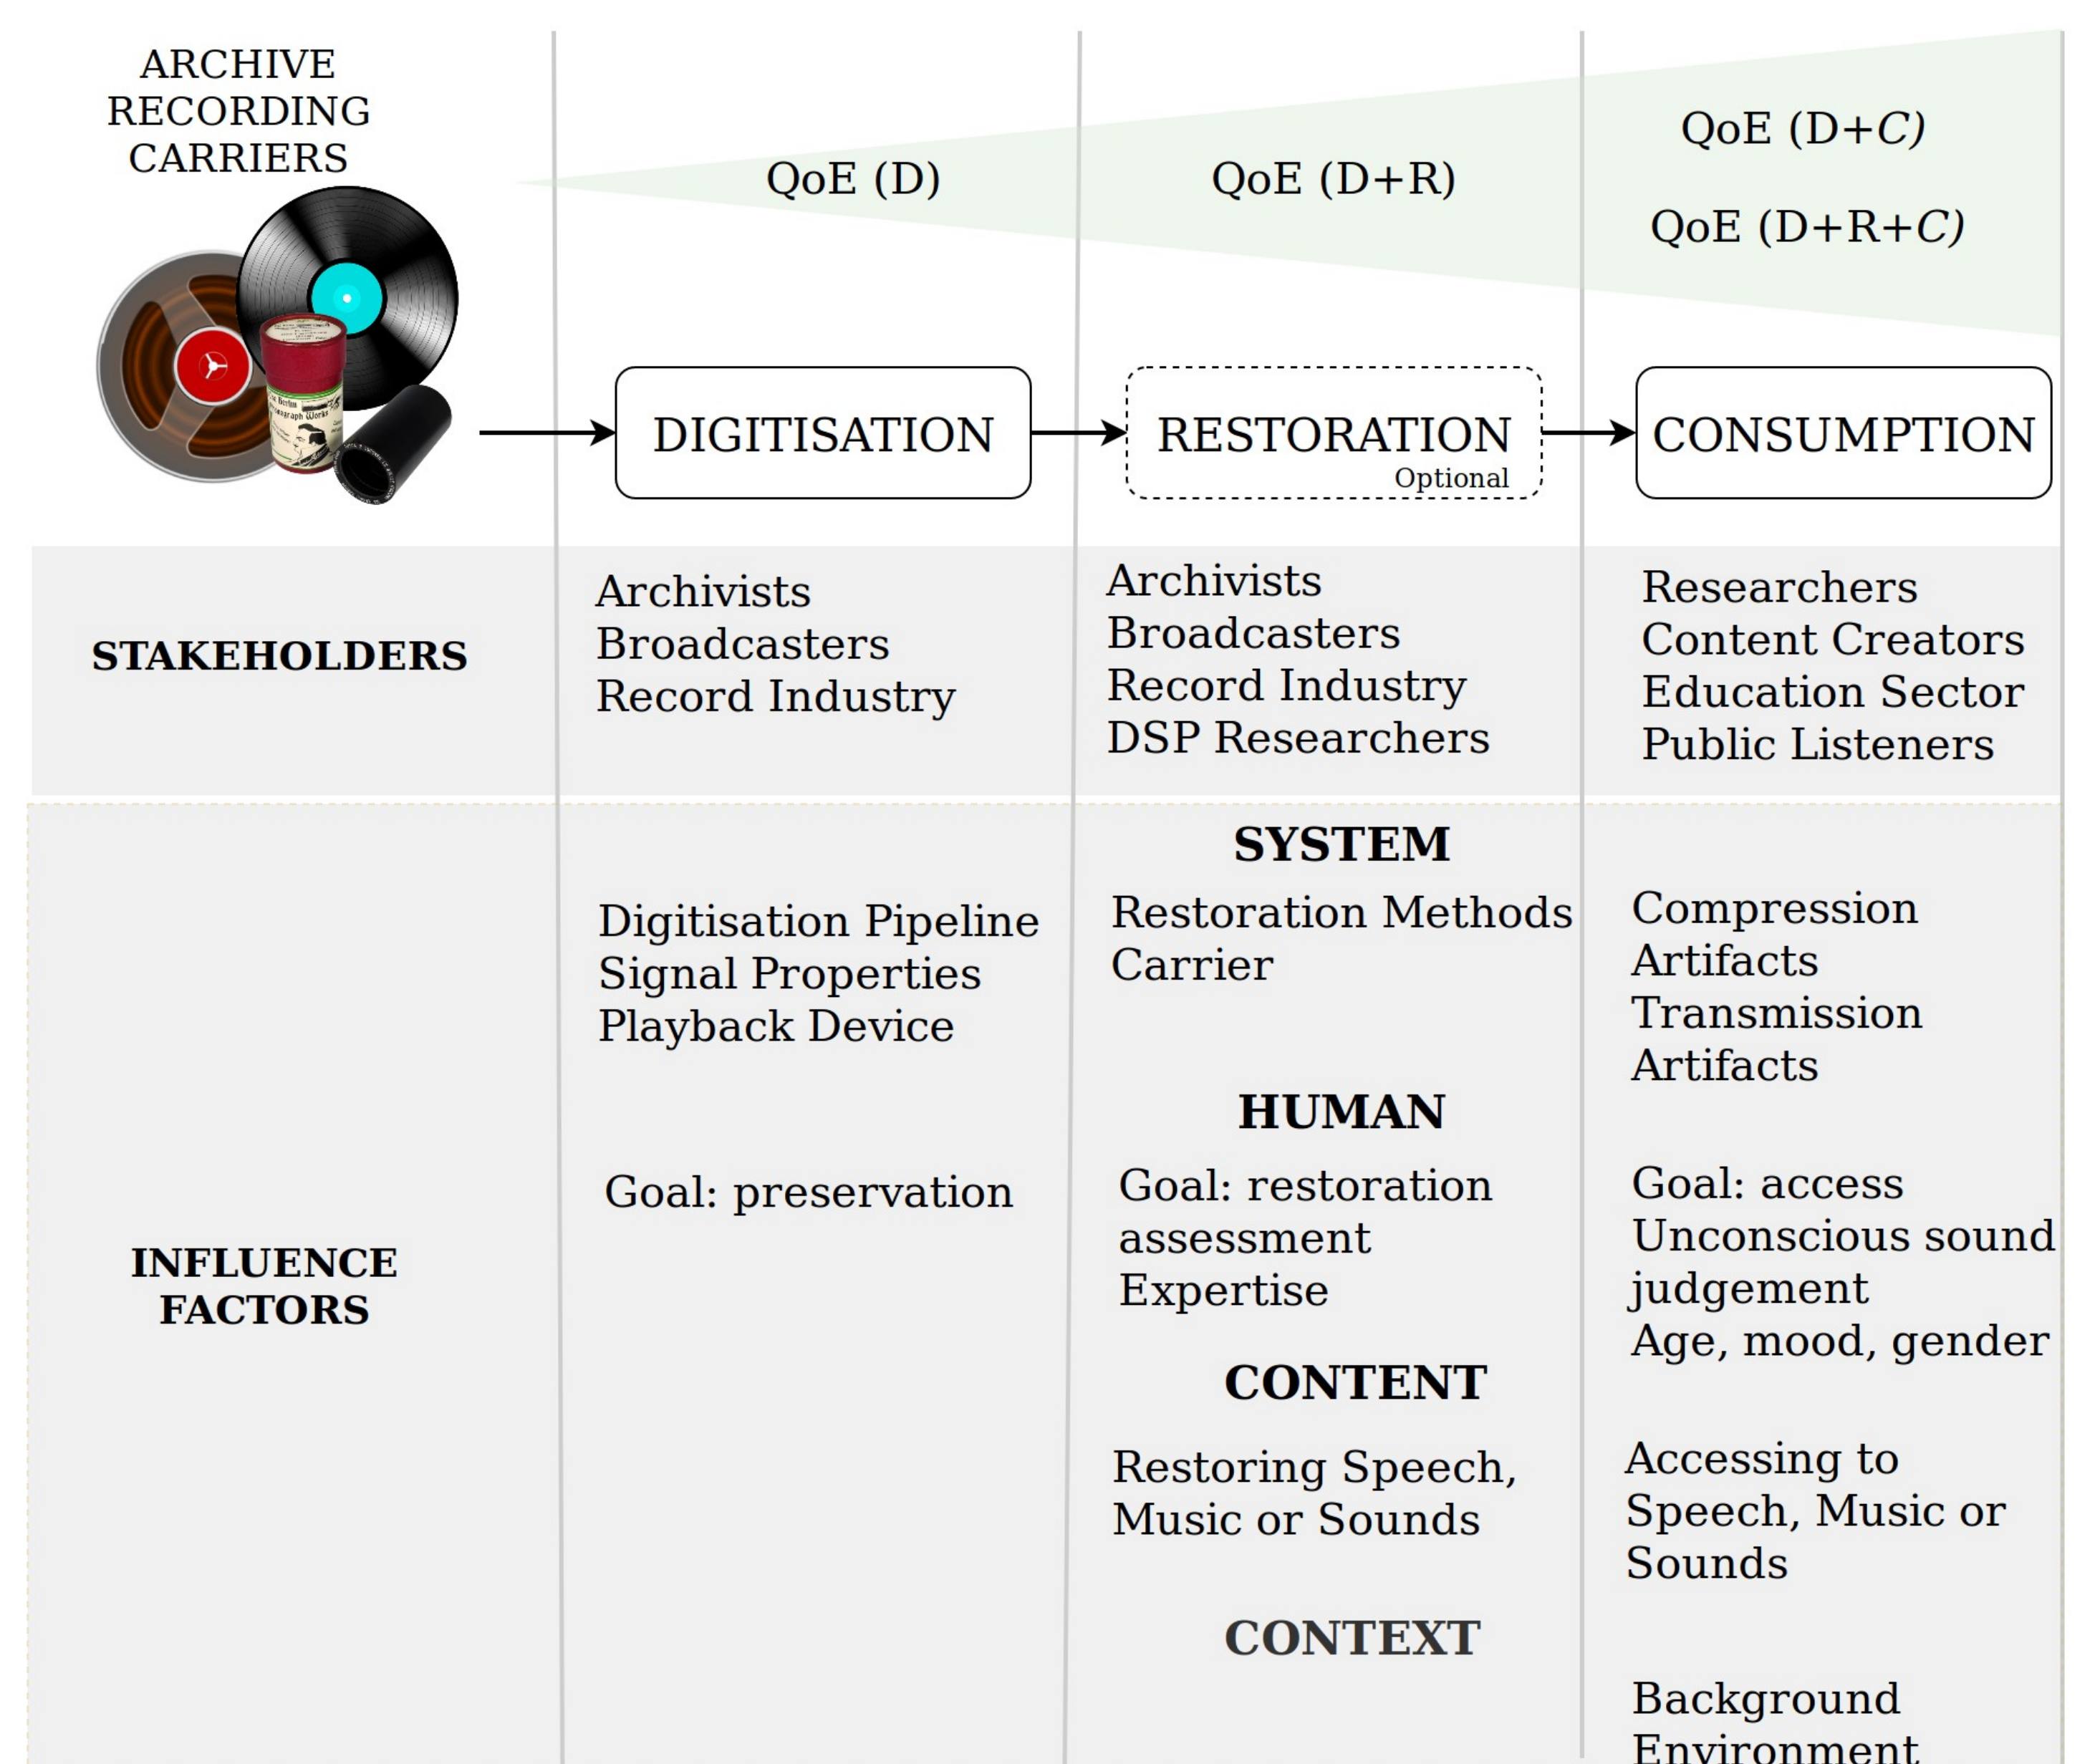 ARCHIVE
RECORDING
CARRIERS
QoE (D)
QoE (D+R)
QoE (D+C)
QoE (D+R+C)
DIGITISATION
RESTORATION
Optional
CONSUMPTION
STAKEHOLDERS
Archivists
Broadcasters
Record Industry
Archivists
Broadcasters
Record Industry
DSP Researchers
Researchers
Content Creators
Education Sector
Public Listeners
INFLUENCE
FACTORS
SYSTEM
Digitisation Pipeline
Signal Properties
Playback Device
Restoration Methods
Carrier
Compression
Artifacts
Transmission
Artifacts
HUMAN
Goal: preservation
Goal: restoration
assessment
Expertise
Goal: access
Unconscious sound
judgement
Age, mood, gender
CONTENT
Restoring Speech,
Music or Sounds
Accessing to
Speech, Music or
Sounds
CONTEXT
Background
Environment